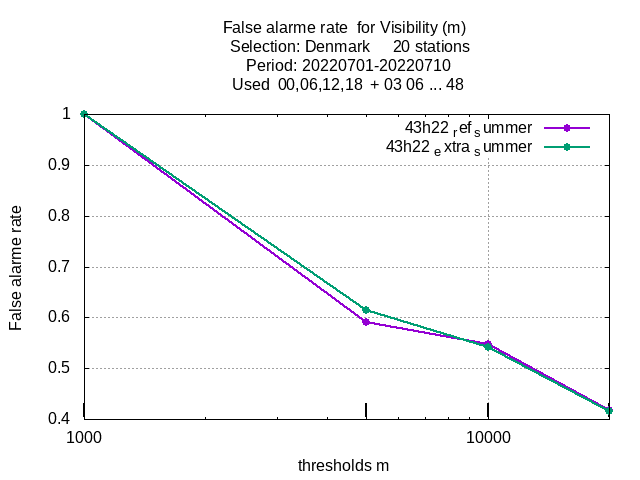 False alarme rate  for Visibility (m)
Selection: Denmark     20 stations
Period: 20220701-20220710
Used  00,06,12,18  + 03 06 ... 48
43h22 ref summer
43h22 extra summer
1
0.9
0.8
0.7
0.6
0.5
0.4
False alarme rate
1000
10000
thresholds m